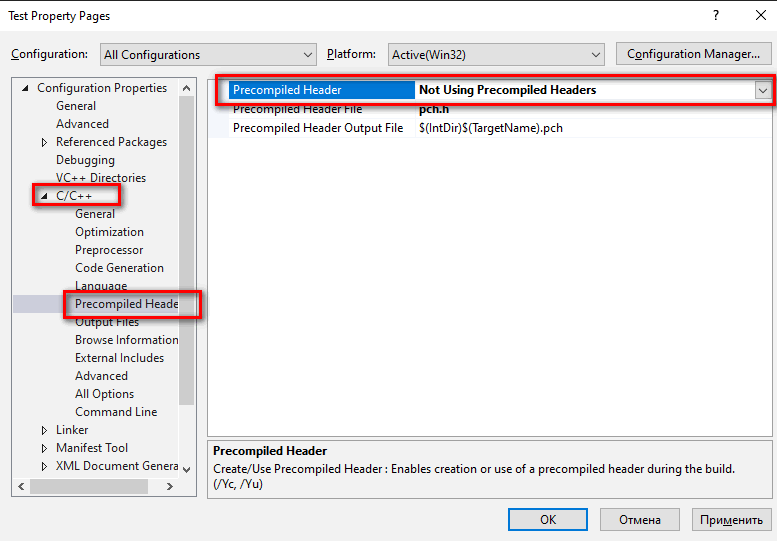 Test Property Pages
Configuration: All Configurations Platform: Active(Win32) Configuration Manager...
Configuration Properties
General
Advanced
Referenced Packages
Debugging
VC++ Directories
C/C++
General
Optimization
Preprocessor
Code Generation
Language
Precompiled Heade
Output Files
Browse Information
External Includes
Advanced
All Options
Command Line
Linker
Manifest Tool
XML Document Genera
Precompiled Header Not Using Precompiled Headers
Precompiled Header File pch.h
Precompiled Header Output File $(IntDir)$(TargetName).pch
Precompiled Header
Create/Use Precompiled Header : Enables creation or use of a precompiled header during the build.
(/Yc, /Yu)
OK Отмена Применить